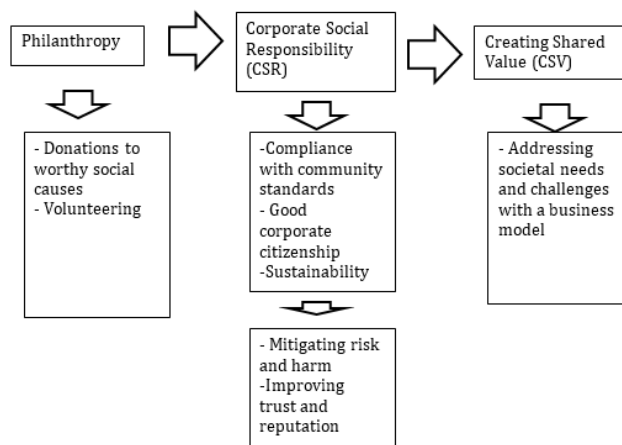 Philanthropy
Corporate Social
Responsibility
(CSR)
Creating Shared
Value (CSV)
- Donations to
worthy social
causes
- Volunteering
-Compliance
with community
standards
- Good
corporate
citizenship
-Sustainability
- Addressing
societal needs
and challenges
with a business
model
- Mitigating risk
and harm
-Improving
trust and
reputation